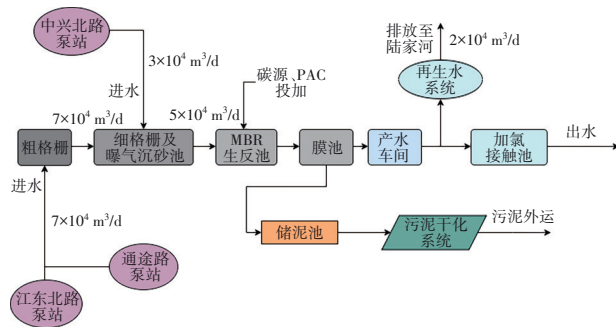 中兴北路
泵站
3×10⁴ m³/d
进水
碳源、PAC
投加
排放至
陆家河
2×10⁴ m³/d
再生水
系统
7×10⁴ m³/d
5×10⁴ m³/d
粗格栅
细格栅及
曝气沉砂池
MBR
生反池
膜池
产水
车间
加氯
接触池
出水
进水
7×10⁴ m³/d
储泥池
污泥干化
系统
污泥外运
通途路
泵站
江东北路
泵站